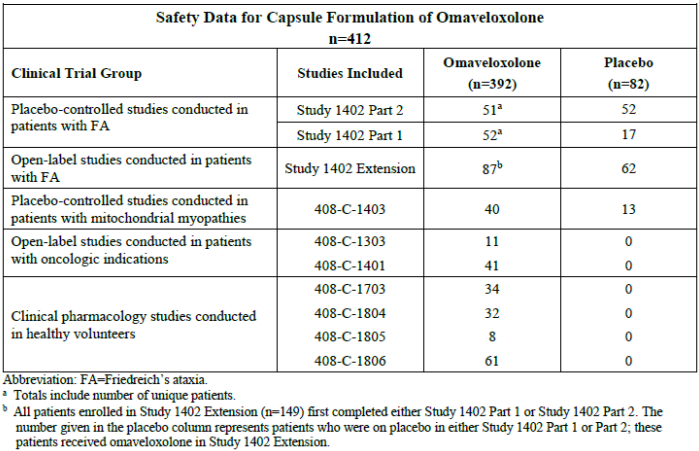 Safety Data for Capsule Formulation of Omaveloxolone
n=412
Clinical Trial Group Studies Included Omaveloxolone (n=392) Placebo (n=82)
Placebo-controlled studies conducted in
patients with FA
Study 1402 Part 2 51a 52
Study 1402 Part 1 52a 17
Open-label studies conducted in patients
with FA
Study 1402 Extension 87b 62
Placebo-controlled studies conducted in
patients with mitochondrial myopathies
408-C-1403 40 13
Open-label studies conducted in patients
with oncologic indications
408-C-1303 11 0
408-C-1401 41 0
Clinical pharmacology studies conducted
in healthy volunteers
408-C-1703 34 0
408-C-1804 32 0
408-C-1805 8 0
408-C-1806 61 0
Abbreviation: FA=Friedreich's ataxia.
a Totals include number of unique patients.
b All patients enrolled in Study 1402 Extension (n=149) first completed either Study 1402 Part 1 or Study 1402 Part 2. The
number given in the placebo column represents patients who were on placebo in either Study 1402 Part 1 or Part 2; these
patients received omaveloxolone in Study 1402 Extension.